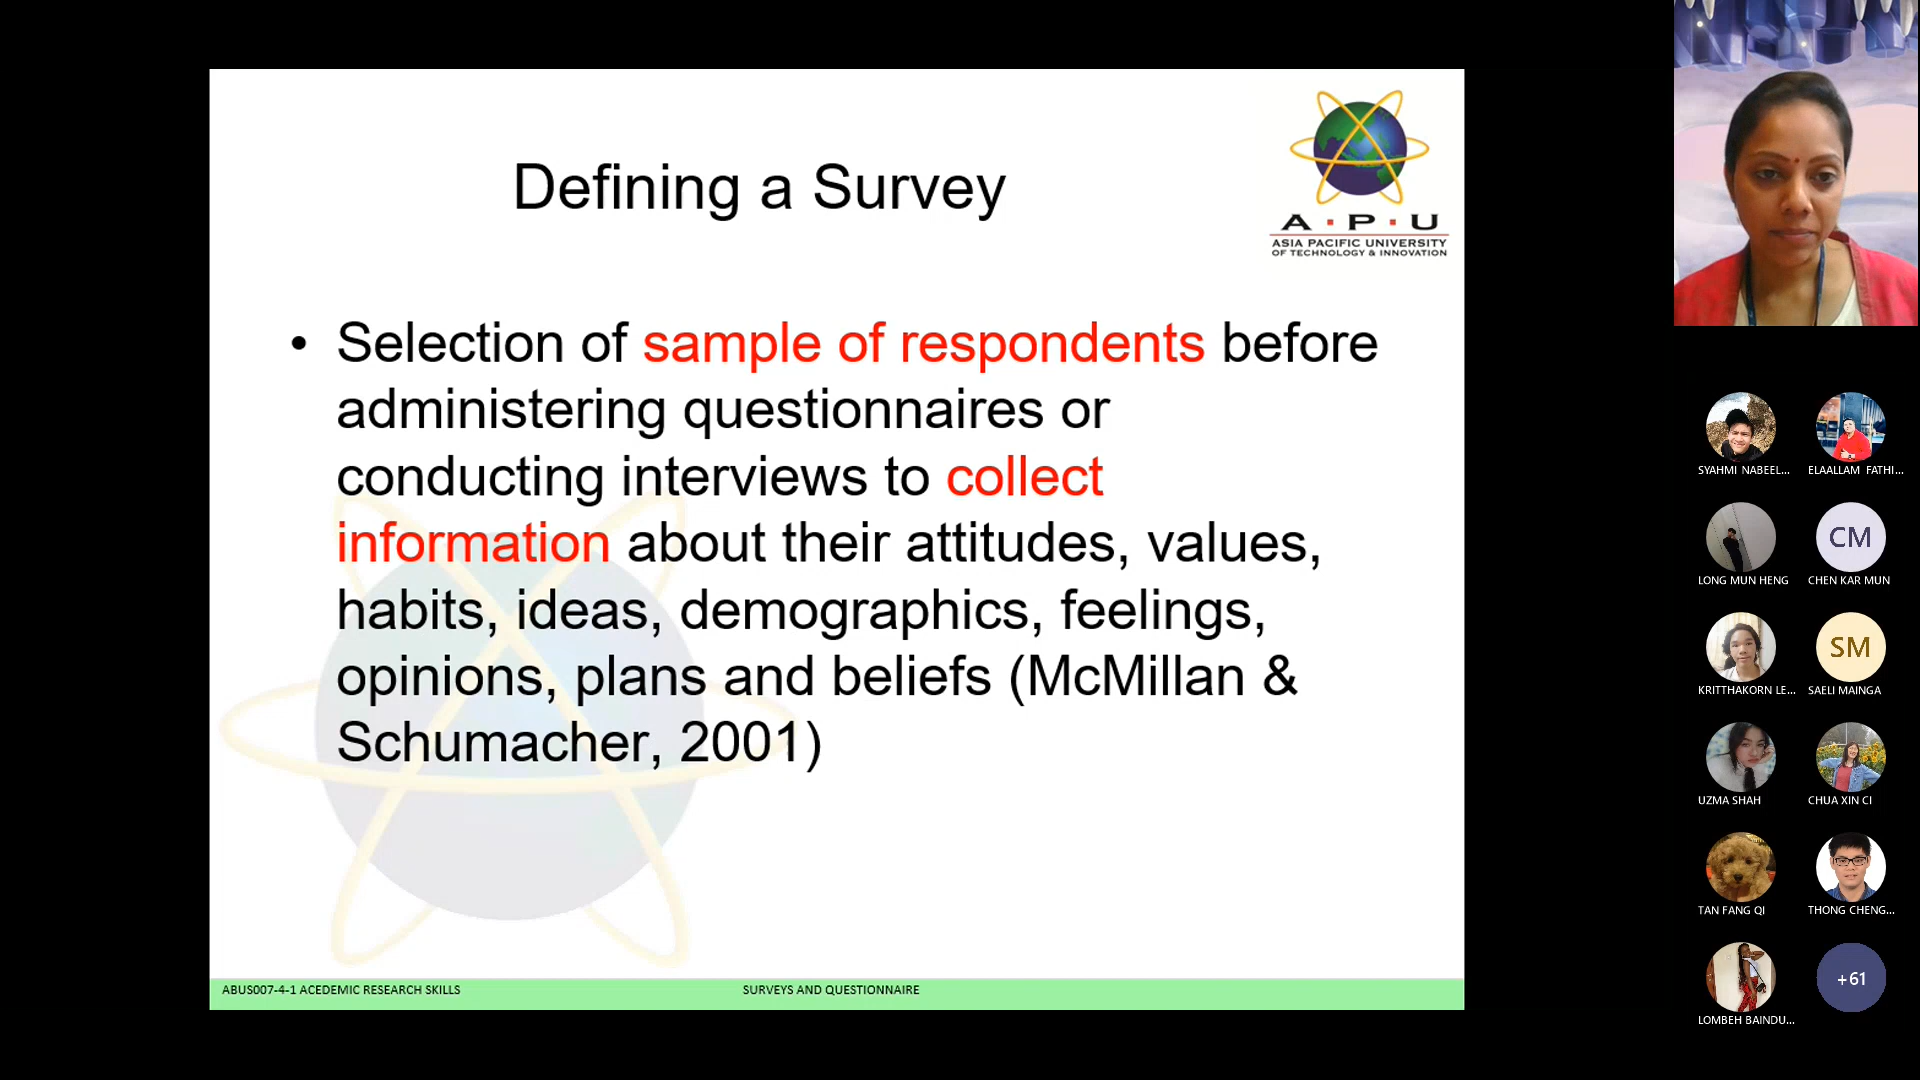 Defining a Survey
A · P · U
ASIA PACIFIC UNIVERSITY
OF TECHNOLOGY & INNOVATION
• Selection of sample of respondents before
administering questionnaires or
conducting interviews to collect
information about their attitudes, values,
habits, ideas, demographics, feelings,
opinions, plans and beliefs (McMillan &
Schumacher, 2001)
ABUS007-4-1 ACEDEMIC RESEARCH SKILLS
SURVEYS AND QUESTIONNAIRE
SYAHMI NABEEL...
ELAALLAM FATHI...
LONG MUN HENG
CM
CHEN KAR MUN
KRITTHAKORN LE...
SM
SAELI MAINGA
UZMA SHAH
CHUA XIN CI
TAN FANG QI
THONG CHENG...
LOMBEH BAINDU...
+61